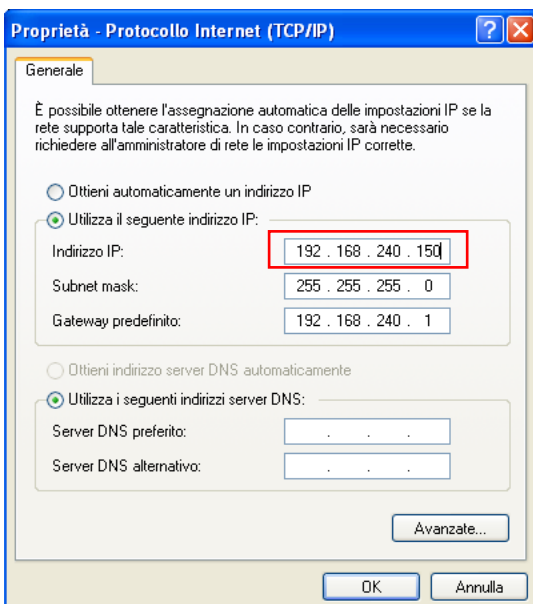 Proprietà - Protocollo Internet (TCP/IP)
Generale
È possibile ottenere l'assegnazione automatica delle impostazioni IP se la
rete supporta tale caratteristica. In caso contrario, sarà necessario
richiedere all'amministratore di rete le impostazioni IP corrette.
Ottieni automaticamente un indirizzo IP
Utilizza il seguente indirizzo IP:
Indirizzo IP: 192 . 168 . 240 . 150
Subnet mask: 255 . 255 . 255 . 0
Gateway predefinito: 192 . 168 . 240 . 1
Ottieni indirizzo server DNS automaticamente
Utilizza i seguenti indirizzi server DNS:
Server DNS preferito: . . .
Server DNS alternativo: . . .
Avanzate...
OK Annulla